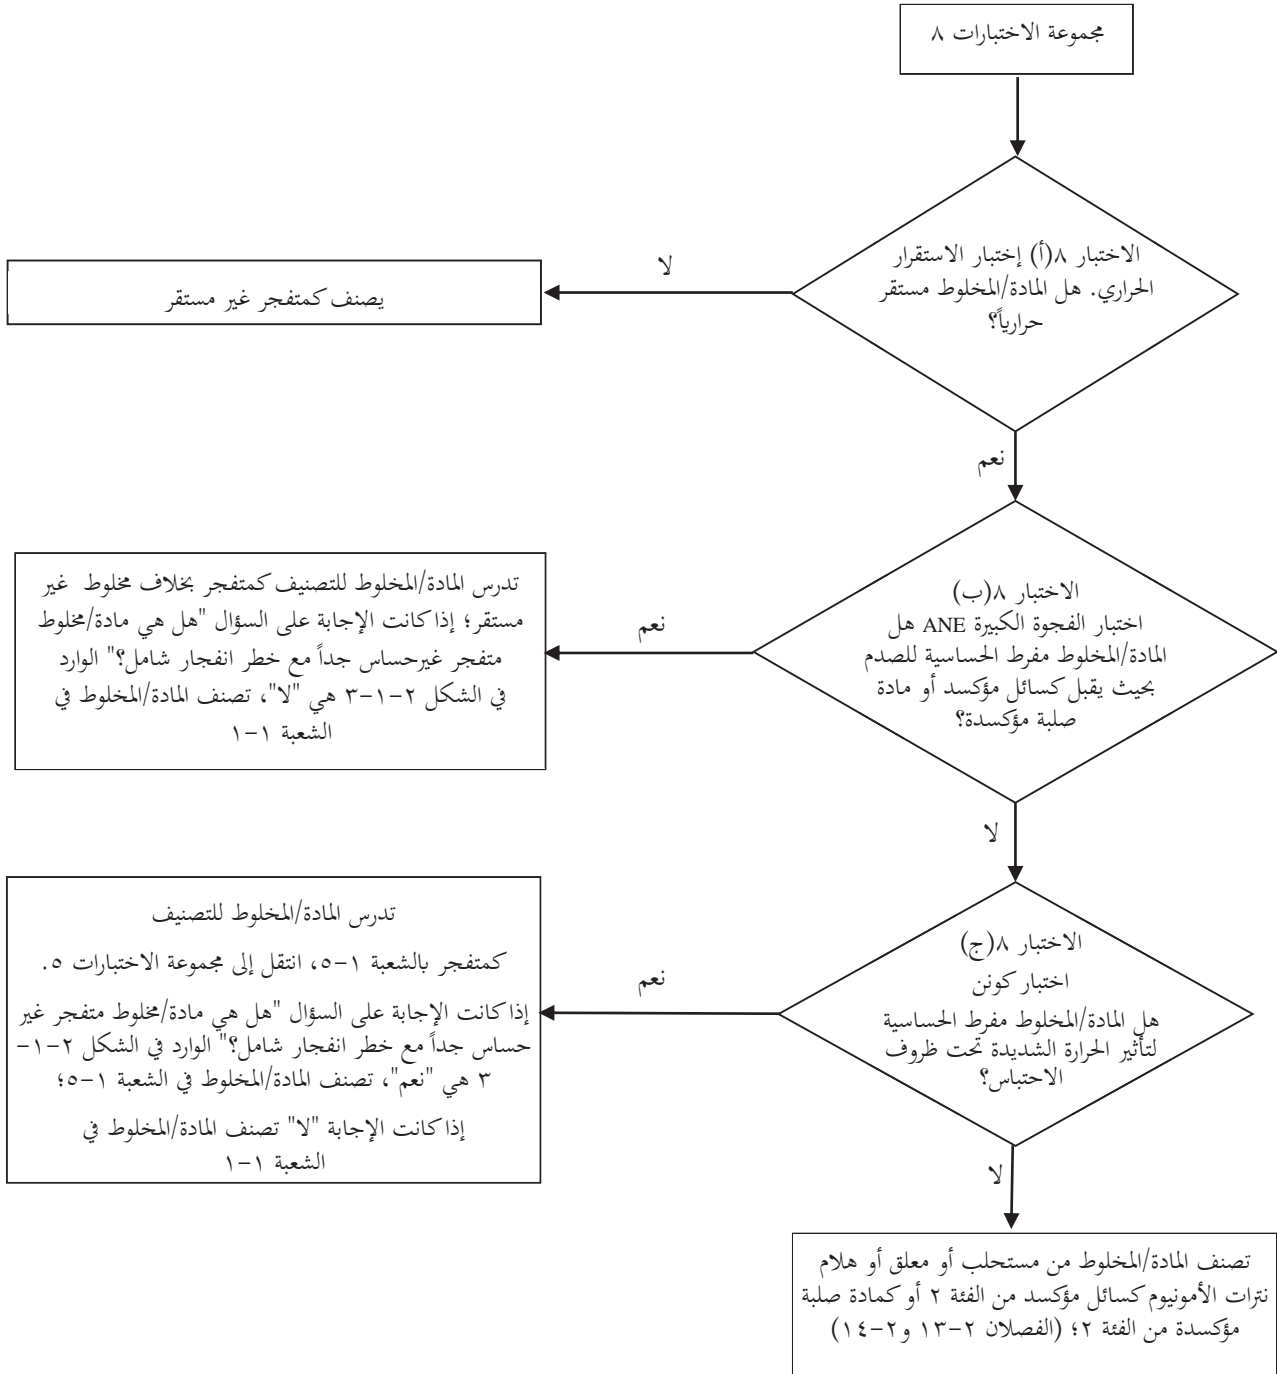 مجموعة الاختبارات ٨
الاختبار ٨(أ) إختبار الاستقرار
الحراري. هل المادة/المخلوط مستقر
حرارياً؟
لا
يصنف كمتفجر غير مستقر
نعم
الاختبار ٨(ب)
اختبار الفجوة الكبيرة ANE هل
المادة/المخلوط مفرط الحساسية للصدم
بحيث يقبل كسائل مؤكسد أو مادة
صلبة مؤكسدة؟
نعم
تدرس المادة/المخلوط للتصنيف كمتفجر بخلاف مخلوط غير
مستقر؛ إذا كانت الإجابة على السؤال "هل هي مادة/مخلوط
متفجر غيرحساس جداً مع خطر انفجار شامل؟" الوارد
في الشكل ٢-١-٣ هي "لا"، تصنف المادة/المخلوط في
الشعبة ١-١
لا
الاختبار ٨(ج)
اختبار كونن
هل المادة/المخلوط مفرط الحساسية
لتأثير الحرارة الشديدة تحت ظروف
الاحتباس؟
نعم
تدرس المادة/المخلوط للتصنيف
كمتفجر بالشعبة ١-٥، انتقل إلى مجموعة الاختبارات ٥.
إذا كانت الإجابة على السؤال "هل هي مادة/مخلوط متفجر غير
حساس جداً مع خطر انفجار شامل؟" الوارد في الشكل ٢-١-
٣ هي "نعم"، تصنف المادة/المخلوط في الشعبة ١-٥؛
إذا كانت الإجابة "لا" تصنف المادة/المخلوط في
الشعبة ١-١
لا
تصنف المادة/المخلوط من مستحلب أو معلق أو هلام
نترات الأمونيوم كسائل مؤكسد من الفئة ٢ أو كمادة صلبة
مؤكسدة من الفئة ٢؛ (الفصلان ٢-١٣ و٢-١٤)